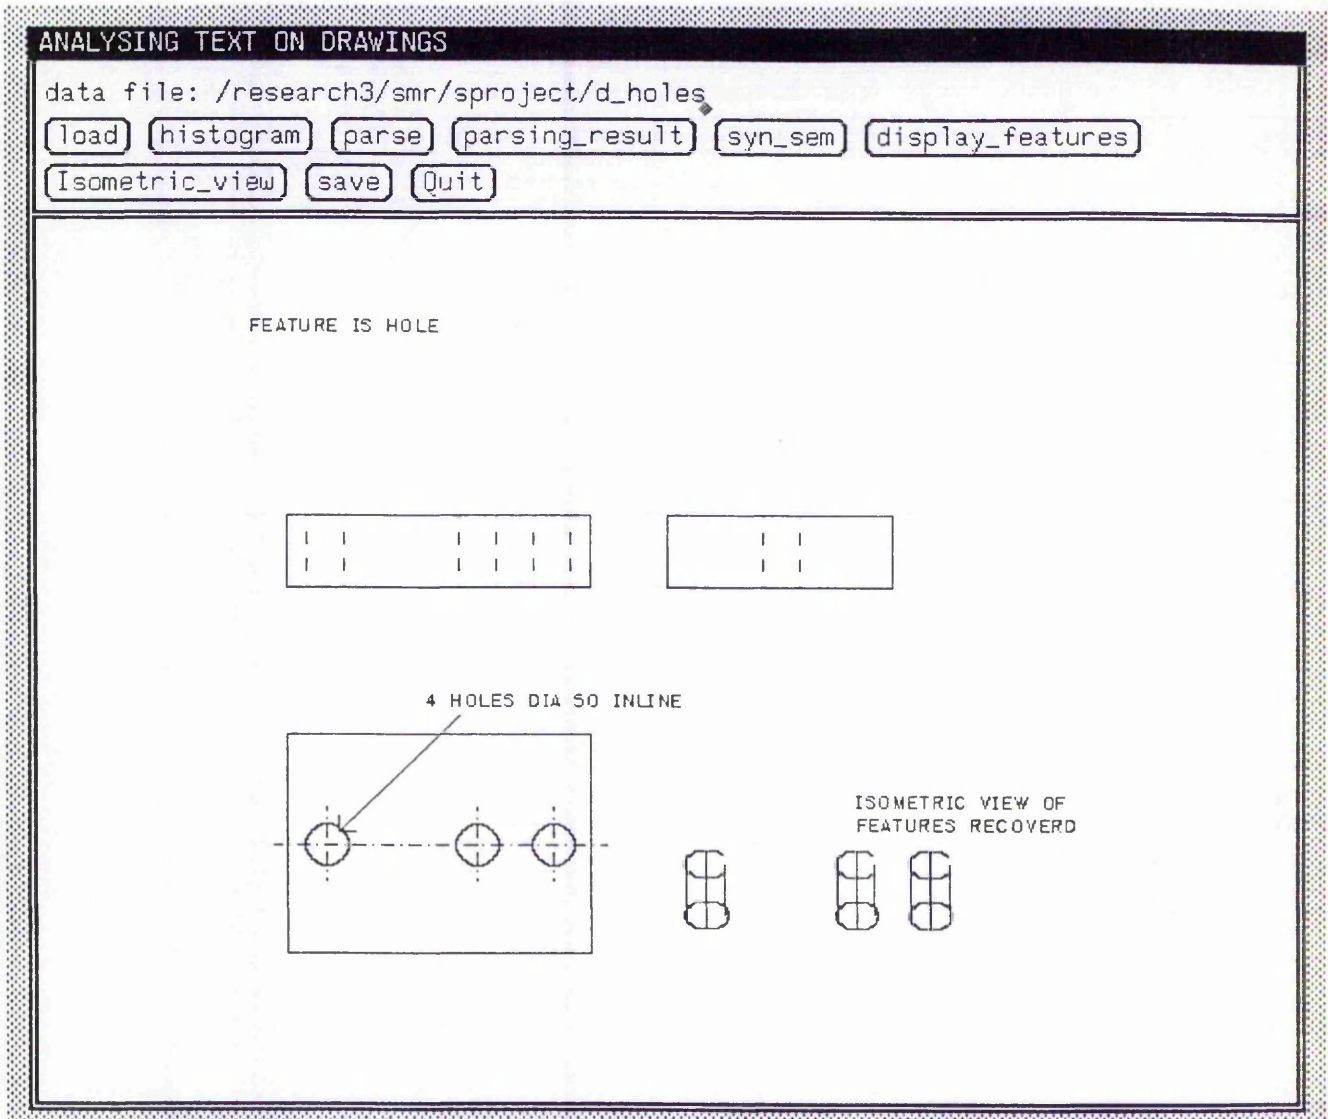 ANALYSING TEXT ON DRAWINGS
data file: /research3/smr/sproject/d_holes
load histogram parse parsing_result syn_sem display_features
Isometric_view save Quit
FEATURE IS HOLE
4 HOLES DIA 50 INLINE
ISOMETRIC VIEW OF
FEATURES RECOVERD